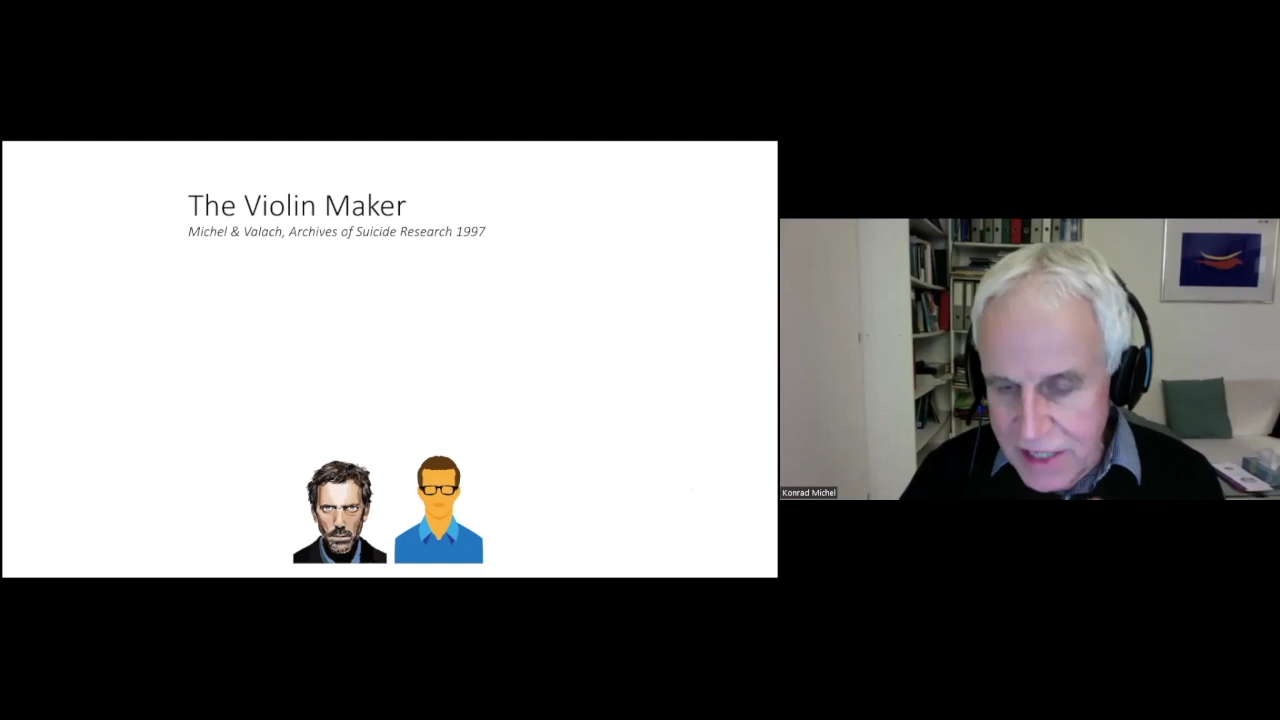 The Violin Maker
Michel & Valach, Archives of Suicide Research 1997
Konrad Michel